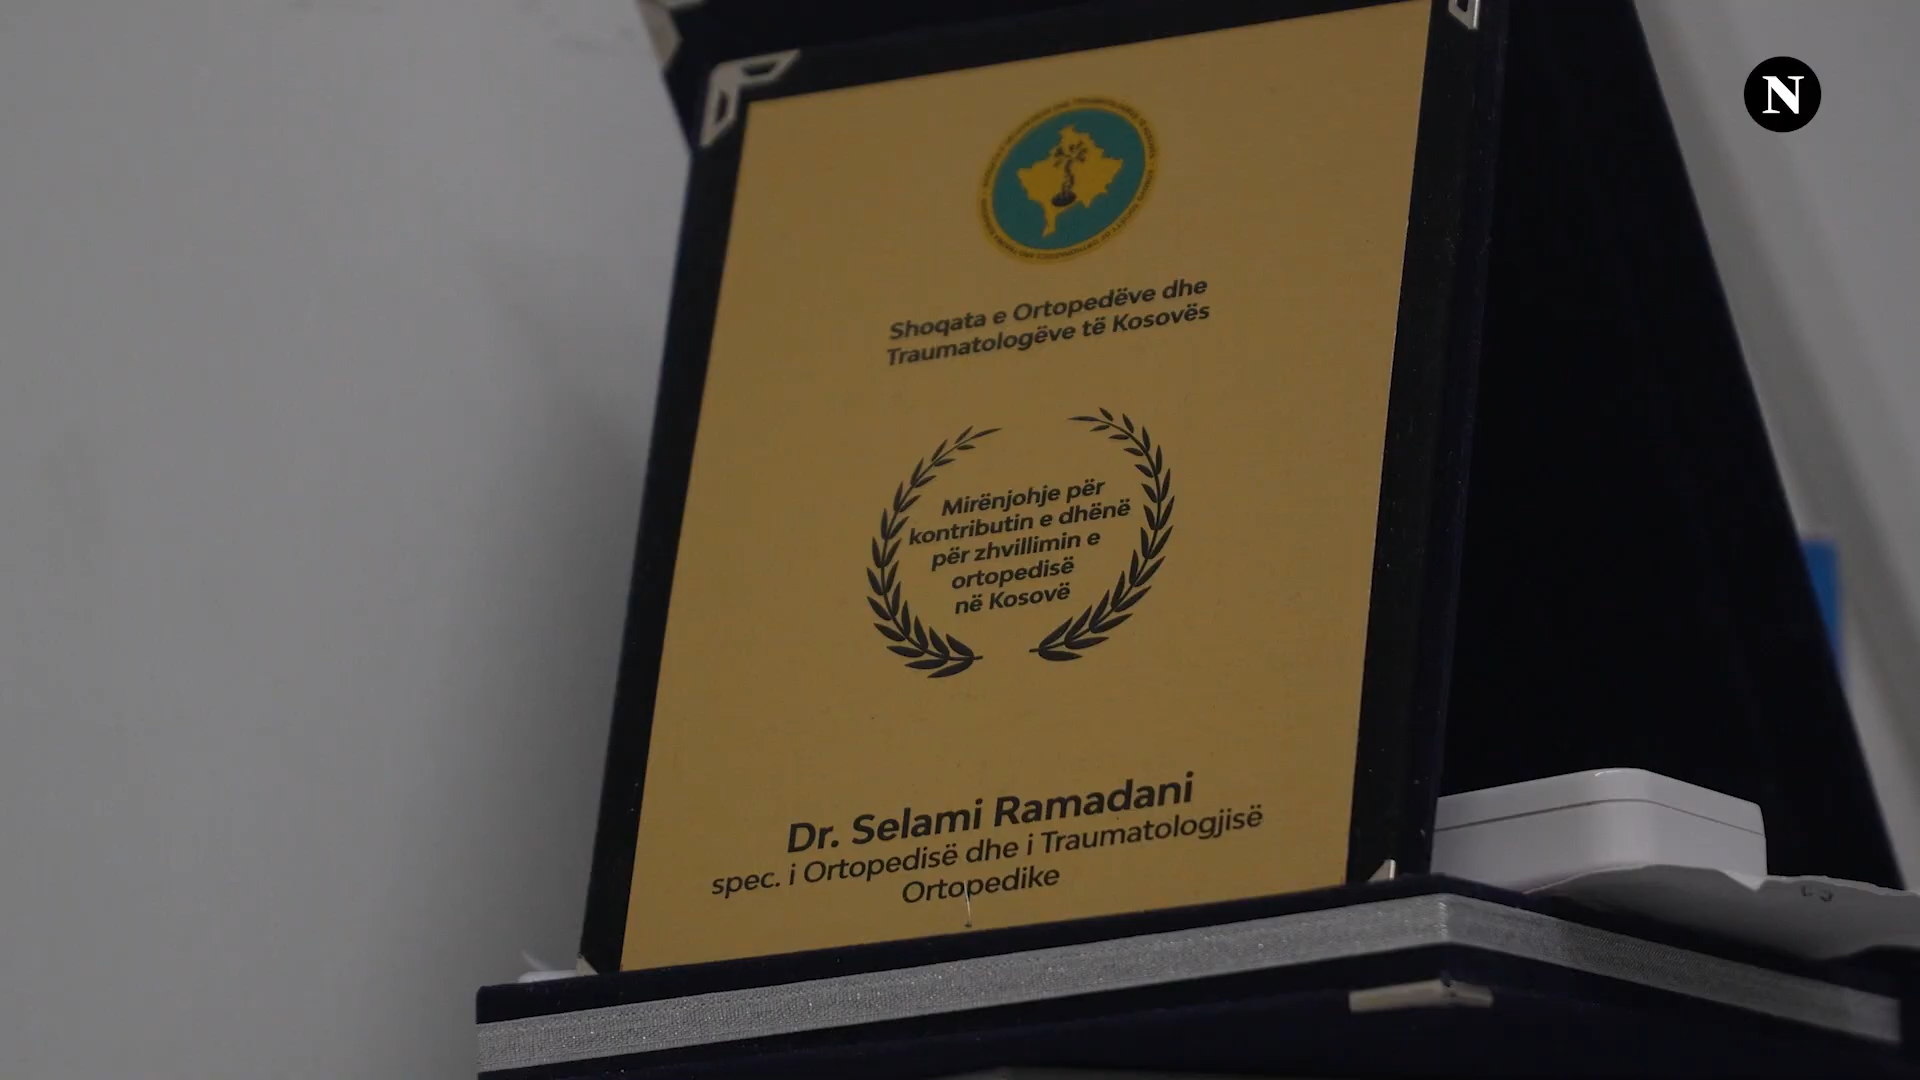 N
Shoqata e Ortopedëve dhe
Traumatologëve të Kosovës
Mirënjohje për
kontributin e dhënë
për zhvillimin e
ortopedisë
në Kosovë
Dr. Selami Ramadani
spec. i Ortopedisë dhe i Traumatologjisë
Ortopedike